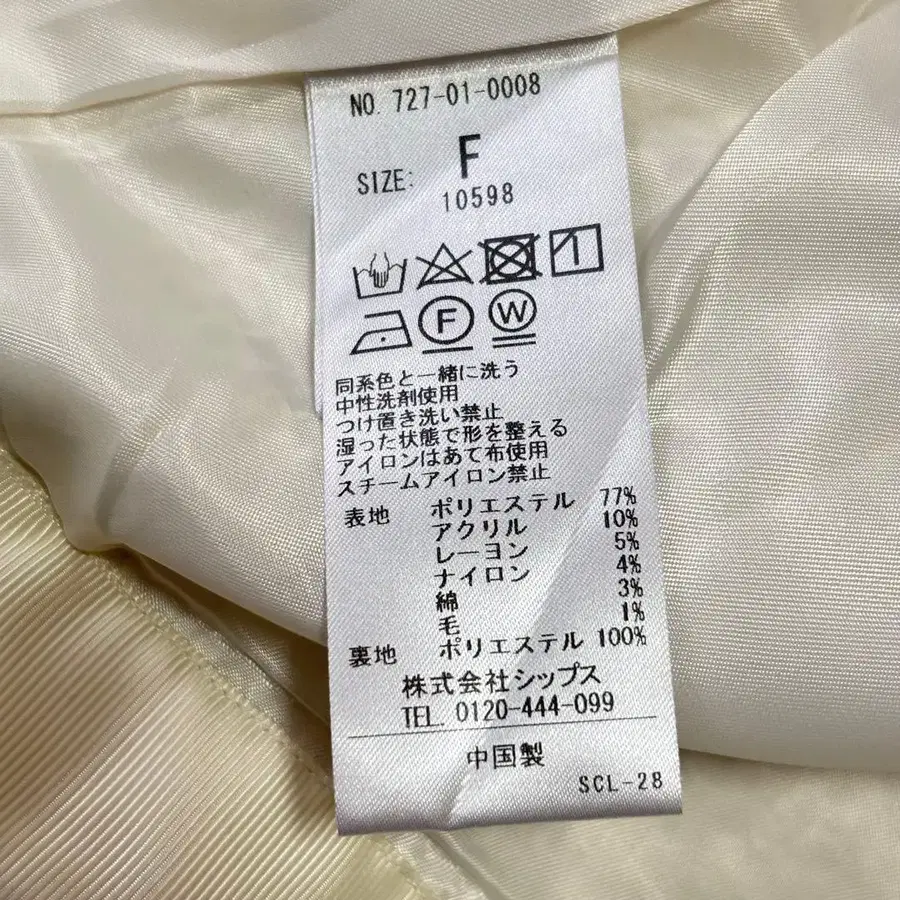 NO. 727-01-0008
SIZE: F
10598
F W
同系色と一緒に洗う
中性洗剤使用
つけ置き洗い禁止
湿った状態で形を整える
アイロンはあて布使用
スチームアイロン禁止
表地 ポリエステル 77%
アクリル 10%
レーヨン 5%
ナイロン 4%
綿 3%
毛 1%
裏地 ポリエステル 100%
株式会社シップス
TEL. 0120-444-099
中国製
SCL-28